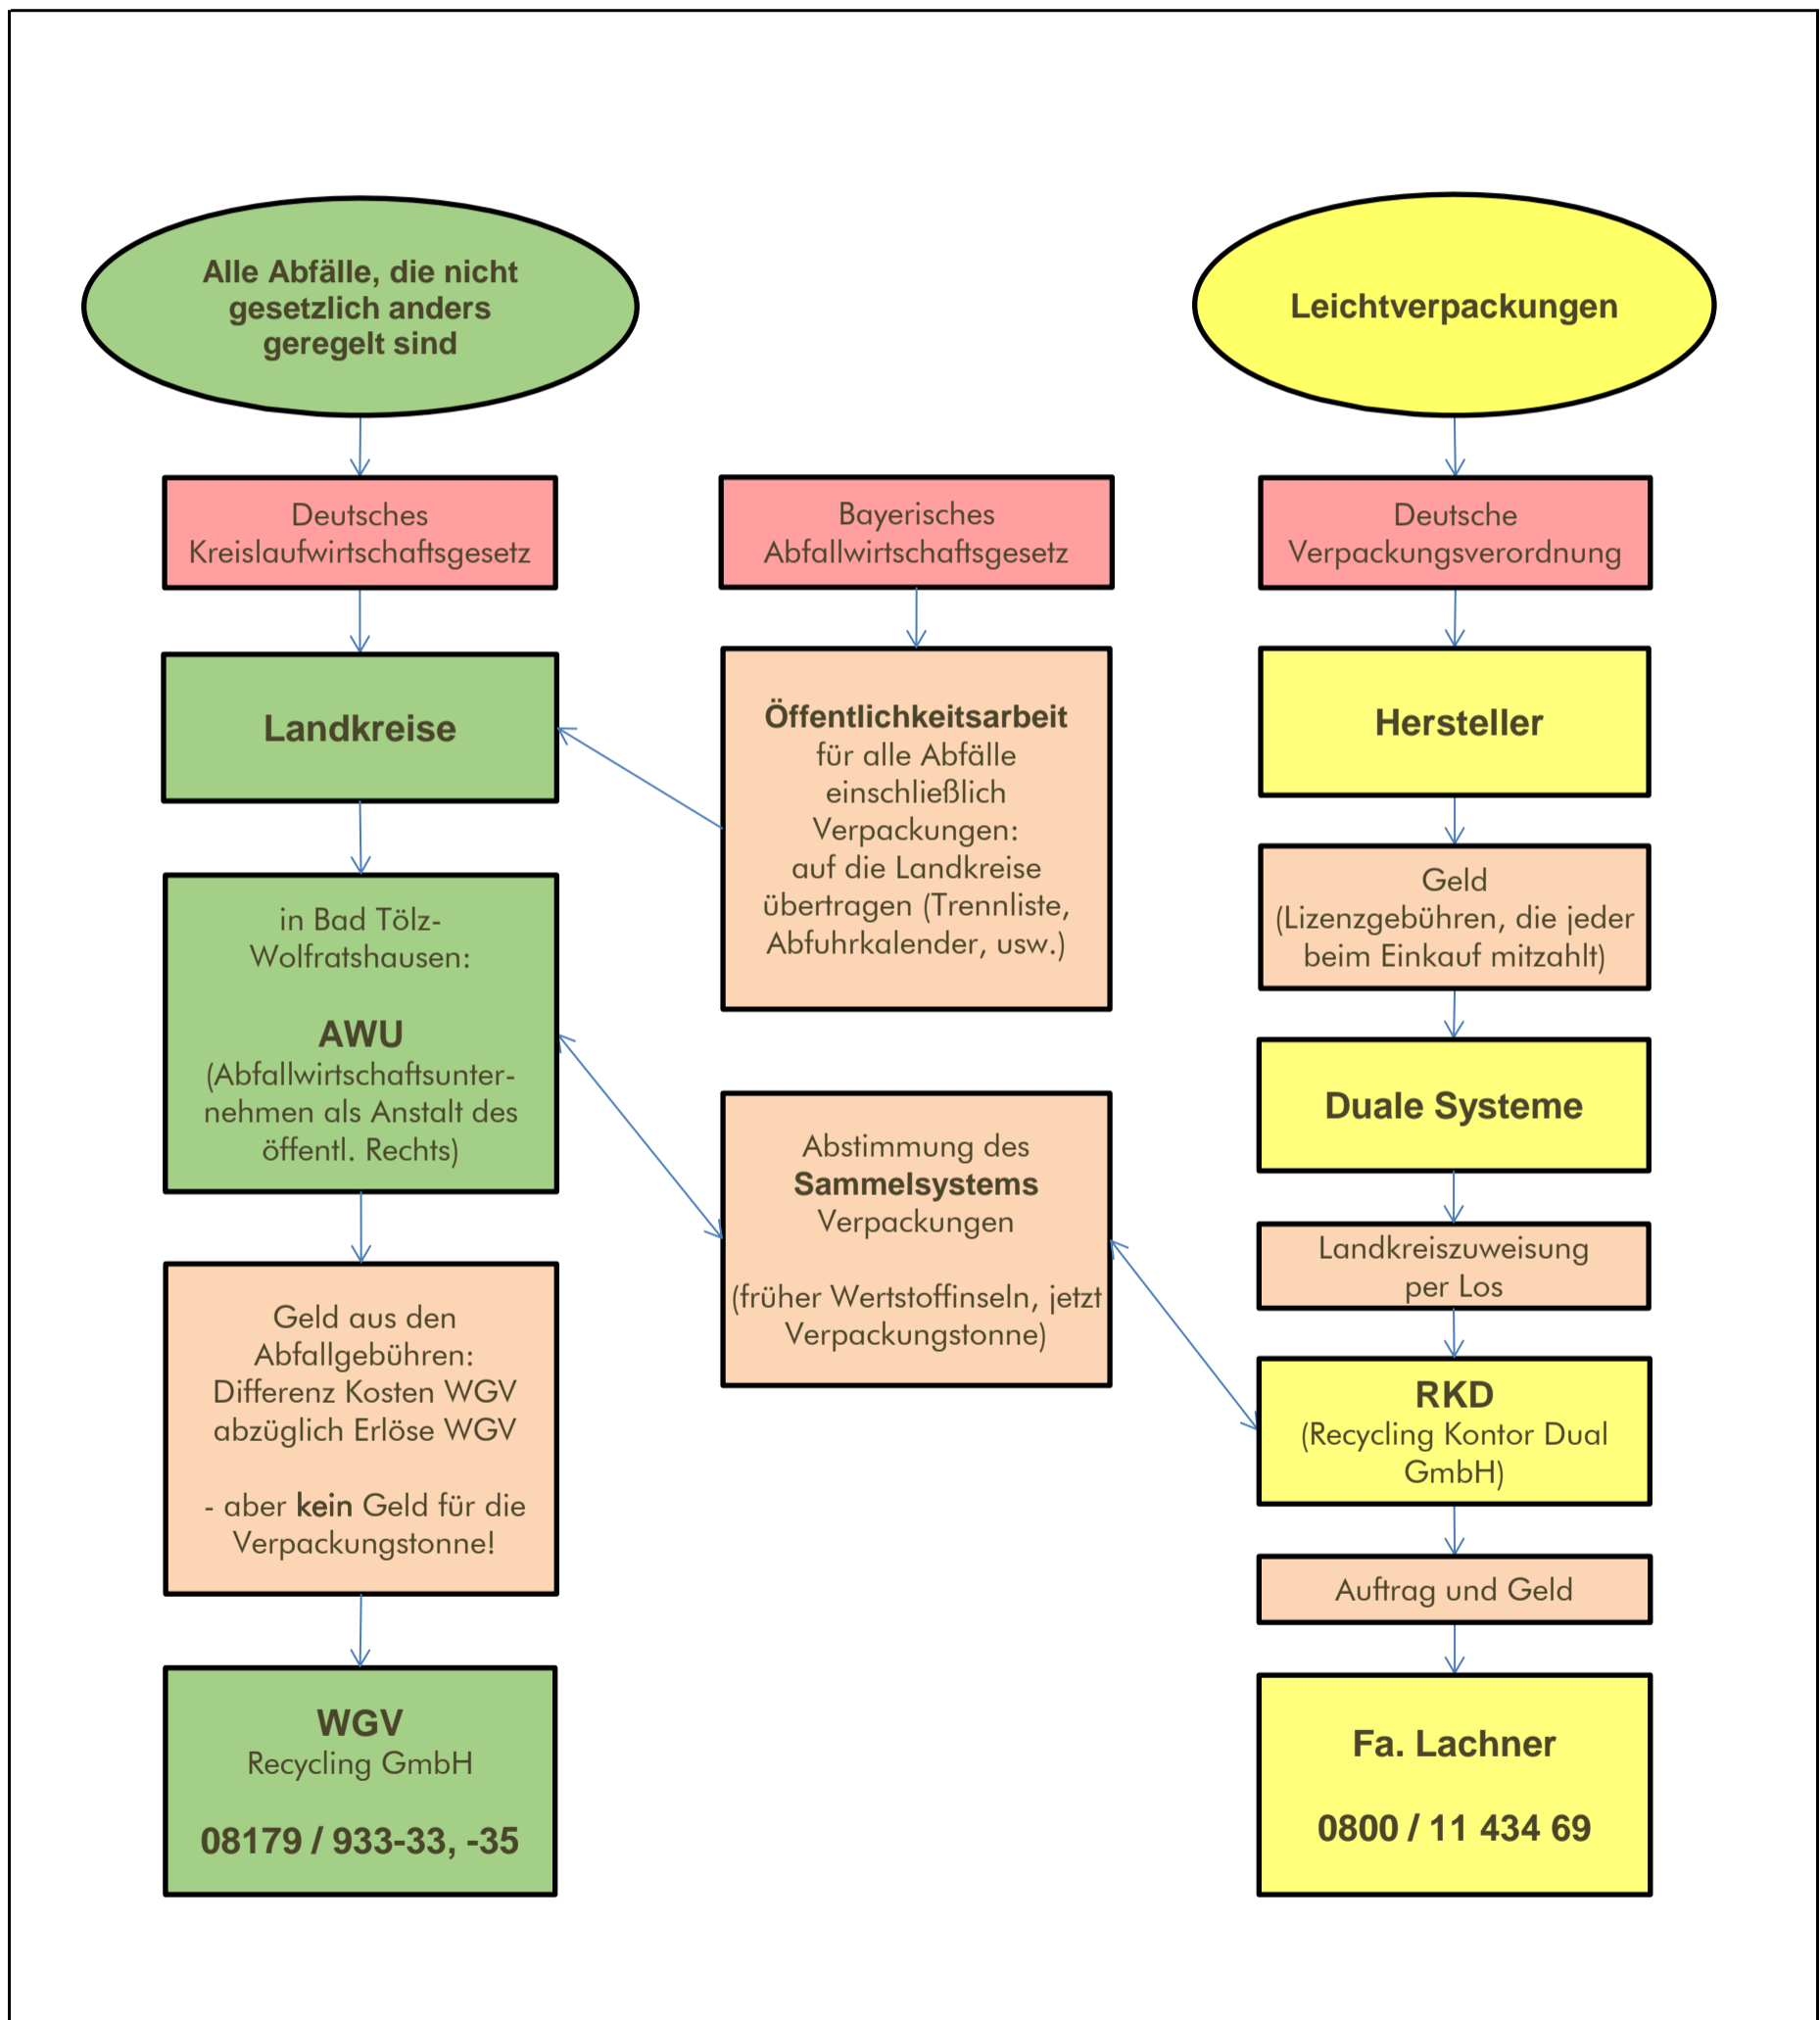 Alle Abfälle, die nicht
gesetzlich anders
geregelt sind
Leichtverpackungen
Deutsches
Kreislaufwirtschaftsgesetz
Bayerisches
Abfallwirtschaftsgesetz
Deutsche
Verpackungsverordnung
Landkreise
Öffentlichkeitsarbeit
für alle Abfälle
einschließlich
Verpackungen:
auf die Landkreise
übertragen (Trennliste,
Abfuhrkalender, usw.)
Hersteller
Geld
(Lizenzgebühren, die jeder
beim Einkauf mitzahlt)
in Bad Tölz-
Wolfratshausen:
AWU
(Abfallwirtschaftsunter-
nehmen als Anstalt des
öffentl. Rechts)
Duale Systeme
Abstimmung des
Sammelsystems
Verpackungen
(früher Wertstoffinseln, jetzt
Verpackungstonne)
Landkreiszuweisung
per Los
Geld aus den
Abfallgebühren:
Differenz Kosten WGV
abzüglich Erlöse WGV
- aber kein Geld für die
Verpackungstonne!
RKD
(Recycling Kontor Dual
GmbH)
Auftrag und Geld
WGV
Recycling GmbH
08179 / 933-33, -35
Fa. Lachner
0800 / 11 434 69